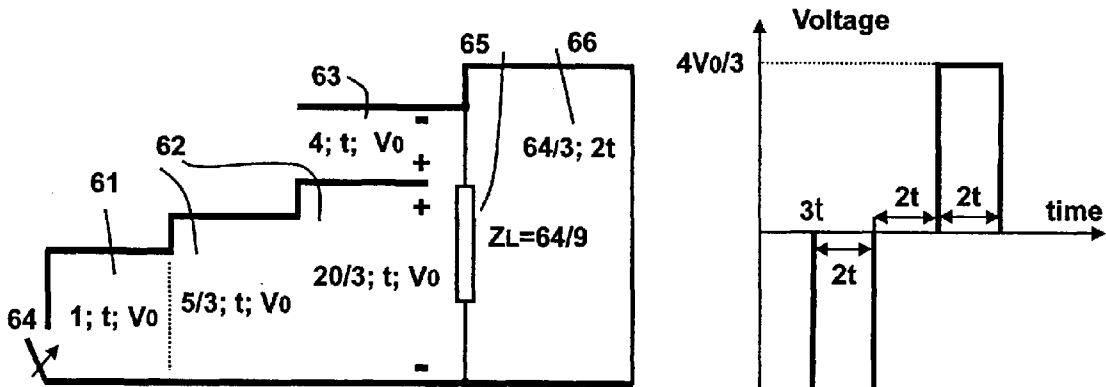 65
66
63
-
4; t; V0
+
64/3; 2t
62
61
+
ZL=64/9
20/3; t; V0
5/3; t; V0
64
1; t; V0
-
Voltage
4V0/3
3t
2t
2t
time
2t